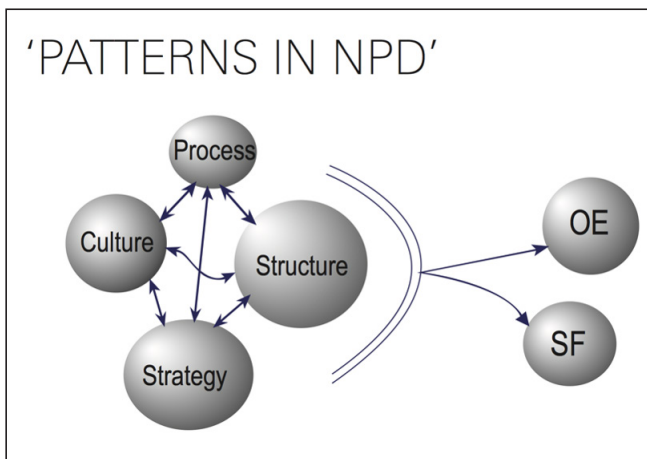 ‘PATTERNS IN NPD’
Process
Culture
Structure
Strategy
OE
SF